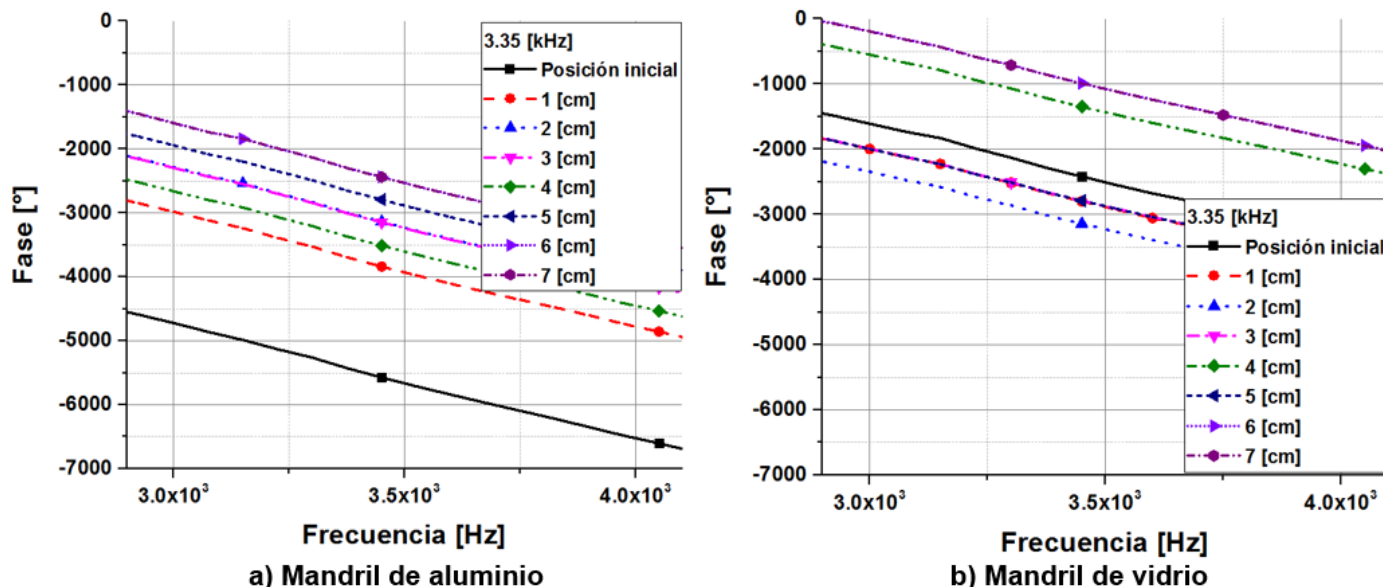 0
-1000
-2000
-3000
-4000
-5000
-6000
-7000
Fase [°]
3.0x10³
3.5x10³
4.0x10³
Frecuencia [Hz]
3.35 [kHz]
Posición inicial
1 [cm]
2 [cm]
3 [cm]
4 [cm]
5 [cm]
6 [cm]
7 [cm]
a) Mandril de aluminio
0
-1000
-2000
-3000
-4000
-5000
-6000
-7000
Fase [°]
3.0x10³
3.5x10³
4.0x10³
Frecuencia [Hz]
3.35 [kHz]
Posición inicial
1 [cm]
2 [cm]
3 [cm]
4 [cm]
5 [cm]
6 [cm]
7 [cm]
b) Mandril de vidrio